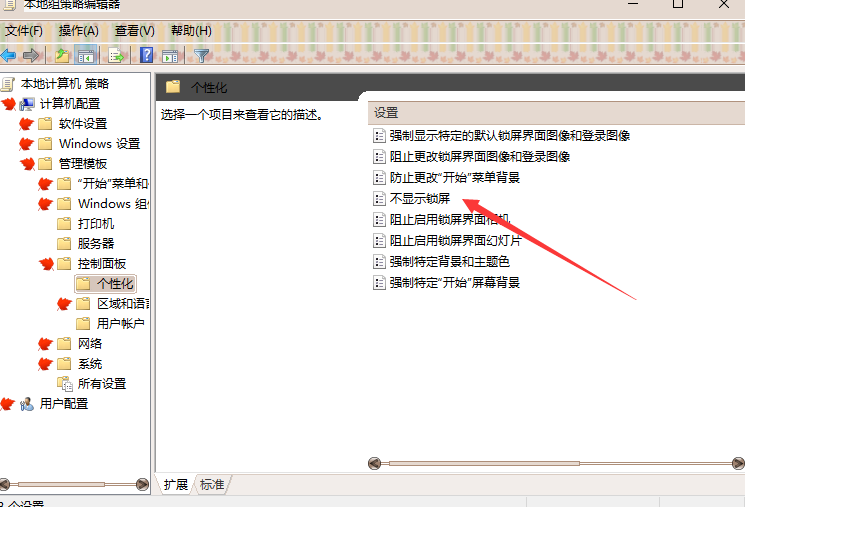 本地组策略编辑器
文件(F) 操作(A) 查看(V) 帮助(H)
本地计算机 策略
计算机配置
软件设置
Windows 设置
管理模板
“开始”菜单和
Windows 组
打印机
服务器
控制面板
个性化
区域和语言
用户帐户
网络
系统
所有设置
用户配置
个性化
选择一个项目来查看它的描述。
设置
强制显示特定的默认锁屏界面图像和登录图像
阻止更改锁屏界面图像和登录图像
防止更改“开始”菜单背景
不显示锁屏
阻止启用锁屏界面相机
阻止启用锁屏界面幻灯片
强制特定背景和主题色
强制特定“开始”屏幕背景
扩展 标准
8 个设置